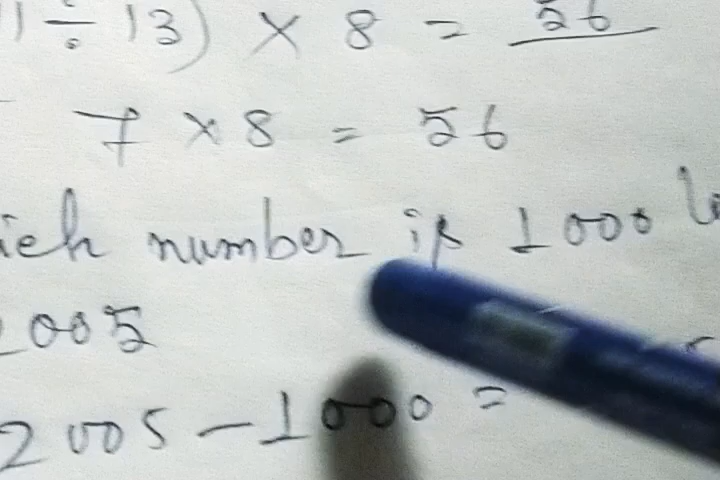 ÷ 13) × 8 = 56
7 × 8 = 56
number is 1000
005
2005 - 1000 =